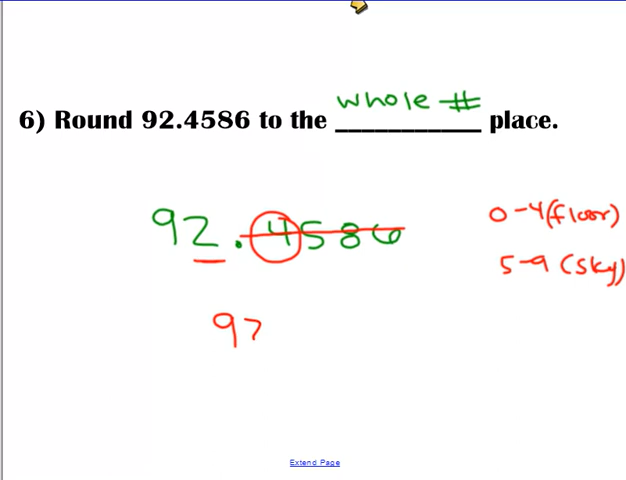 whole #
6) Round 92.4586 to the ____________ place.
92.4586
0-4 (floor)
5-9 (sky)
92
Extend Page